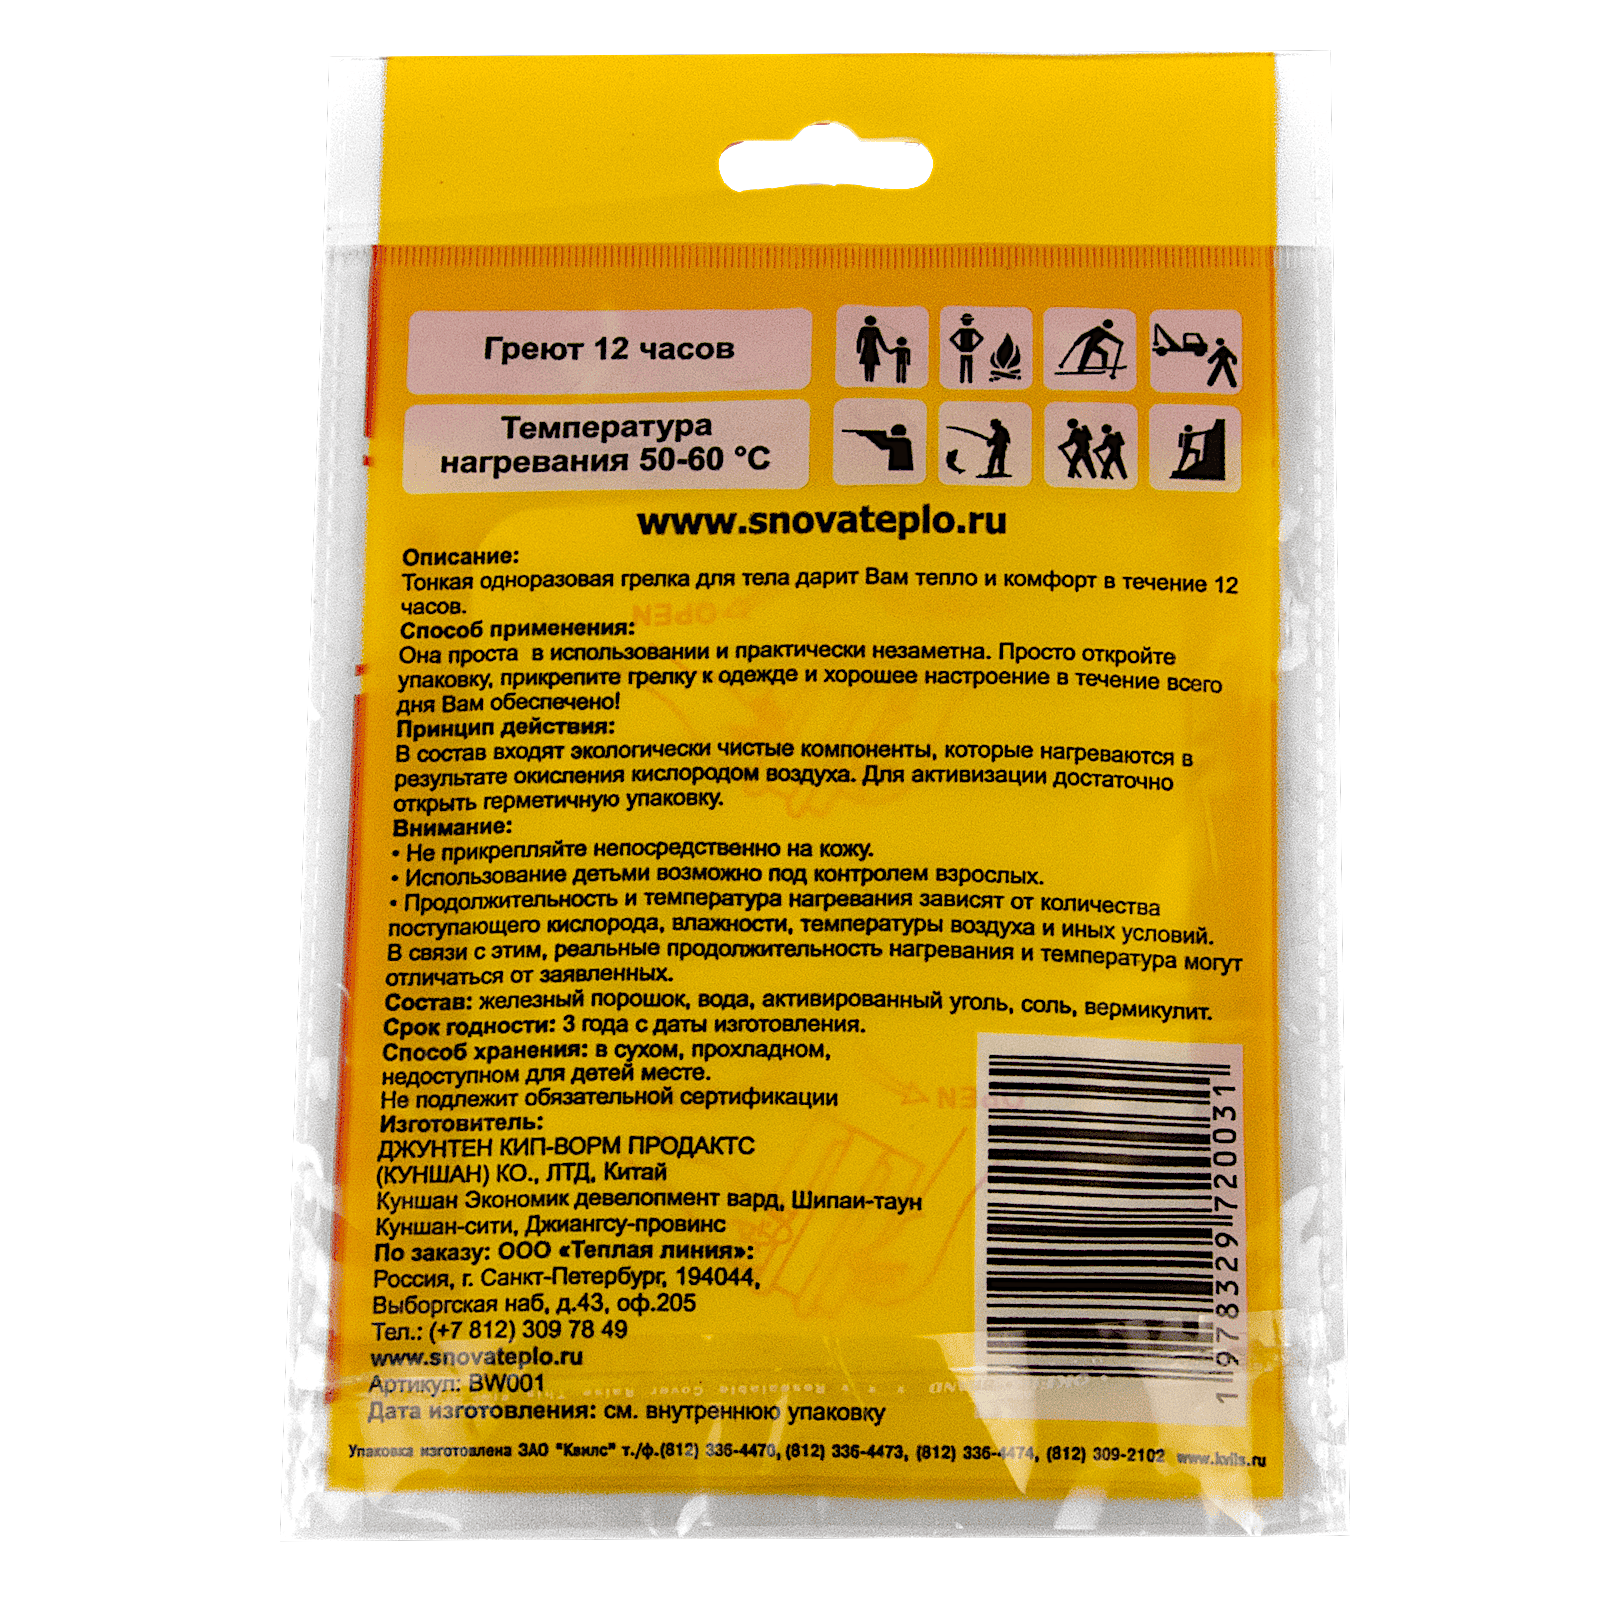 Греют 12 часов
Температура
нагревания 50-60 °C
www.snovateplo.ru
Описание:
Тонкая одноразовая грелка для тела дарит Вам тепло и комфорт в течение 12
часов.
Способ применения:
Она проста в использовании и практически незаметна. Просто откройте
упаковку, прикрепите грелку к одежде и хорошее настроение в течение всего
дня Вам обеспечено!
Принцип действия:
В состав входят экологически чистые компоненты, которые нагреваются в
результате окисления кислородом воздуха. Для активизации достаточно
открыть герметичную упаковку.
Внимание:
• Не прикрепляйте непосредственно на кожу.
• Использование детьми возможно под контролем взрослых.
• Продолжительность и температура нагревания зависят от количества
поступающего кислорода, влажности, температуры воздуха и иных условий.
В связи с этим, реальные продолжительность нагревания и температура могут
отличаться от заявленных.
Состав: железный порошок, вода, активированный уголь, соль, вермикулит.
Срок годности: 3 года с даты изготовления.
Способ хранения: в сухом, прохладном,
недоступном для детей месте.
Не подлежит обязательной сертификации
Изготовитель:
ДЖУНТЕН КИП-ВОРМ ПРОДАКТС
(КУНШАН) КО., ЛТД, Китай
Куншан Экономик девелопмент вард, Шипаи-таун
Куншан-сити, Джиангсу-провинс
По заказу: ООО «Теплая линия»:
Россия, г. Санкт-Петербург, 194044,
Выборгская наб, д.43, оф.205
Тел.: (+7 812) 309 78 49
www.snovateplo.ru
Артикул: BW001
Дата изготовления: см. внутреннюю упаковку
Упаковка изготовлена ЗАО "Квилс" т./ф.(812) 336-4470, (812) 336-4473, (812) 336-4474, (812) 309-2102 www.kvils.ru
1 978329 720031
OPEN
OPEN